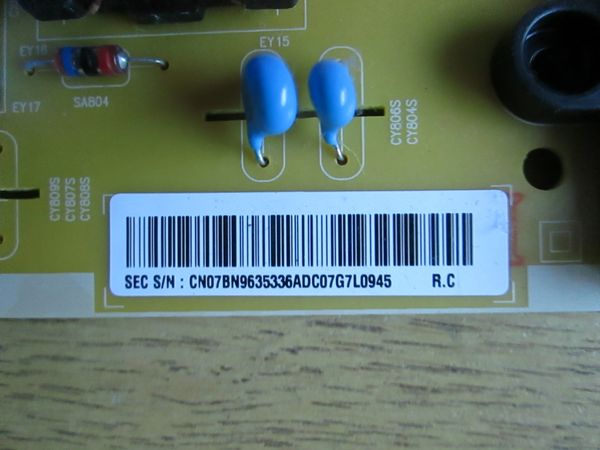 EY16
EY15
EY17
SA804
CY806S
CY804S
CY809S
CY807S
CY808S
SEC S/N : CN07BN9635336ADC07G7L0945 R.C